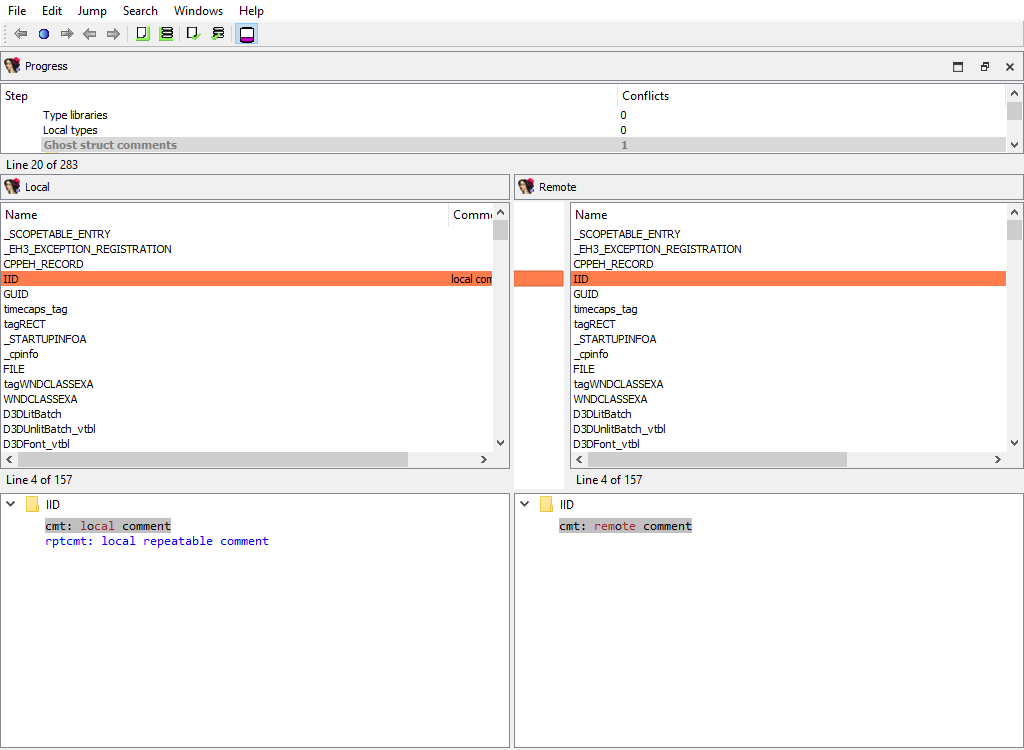 File Edit Jump Search Windows Help
Progress
Step Conflicts
Type libraries 0
Local types 0
Ghost struct comments 1
Line 20 of 283
Local
Remote
Name Comme
_SCOPETABLE_ENTRY
_EH3_EXCEPTION_REGISTRATION
CPPEH_RECORD
IID local com
GUID
timecaps_tag
tagRECT
_STARTUPINFOA
_cpinfo
FILE
tagWNDCLASSEXA
WNDCLASSEXA
D3DLitBatch
D3DUnlitBatch_vtbl
D3DFont_vtbl
Line 4 of 157
Name
_SCOPETABLE_ENTRY
_EH3_EXCEPTION_REGISTRATION
CPPEH_RECORD
IID
GUID
timecaps_tag
tagRECT
_STARTUPINFOA
_cpinfo
FILE
tagWNDCLASSEXA
WNDCLASSEXA
D3DLitBatch
D3DUnlitBatch_vtbl
D3DFont_vtbl
Line 4 of 157
IID
cmt: local comment
rptcmt: local repeatable comment
IID
cmt: remote comment